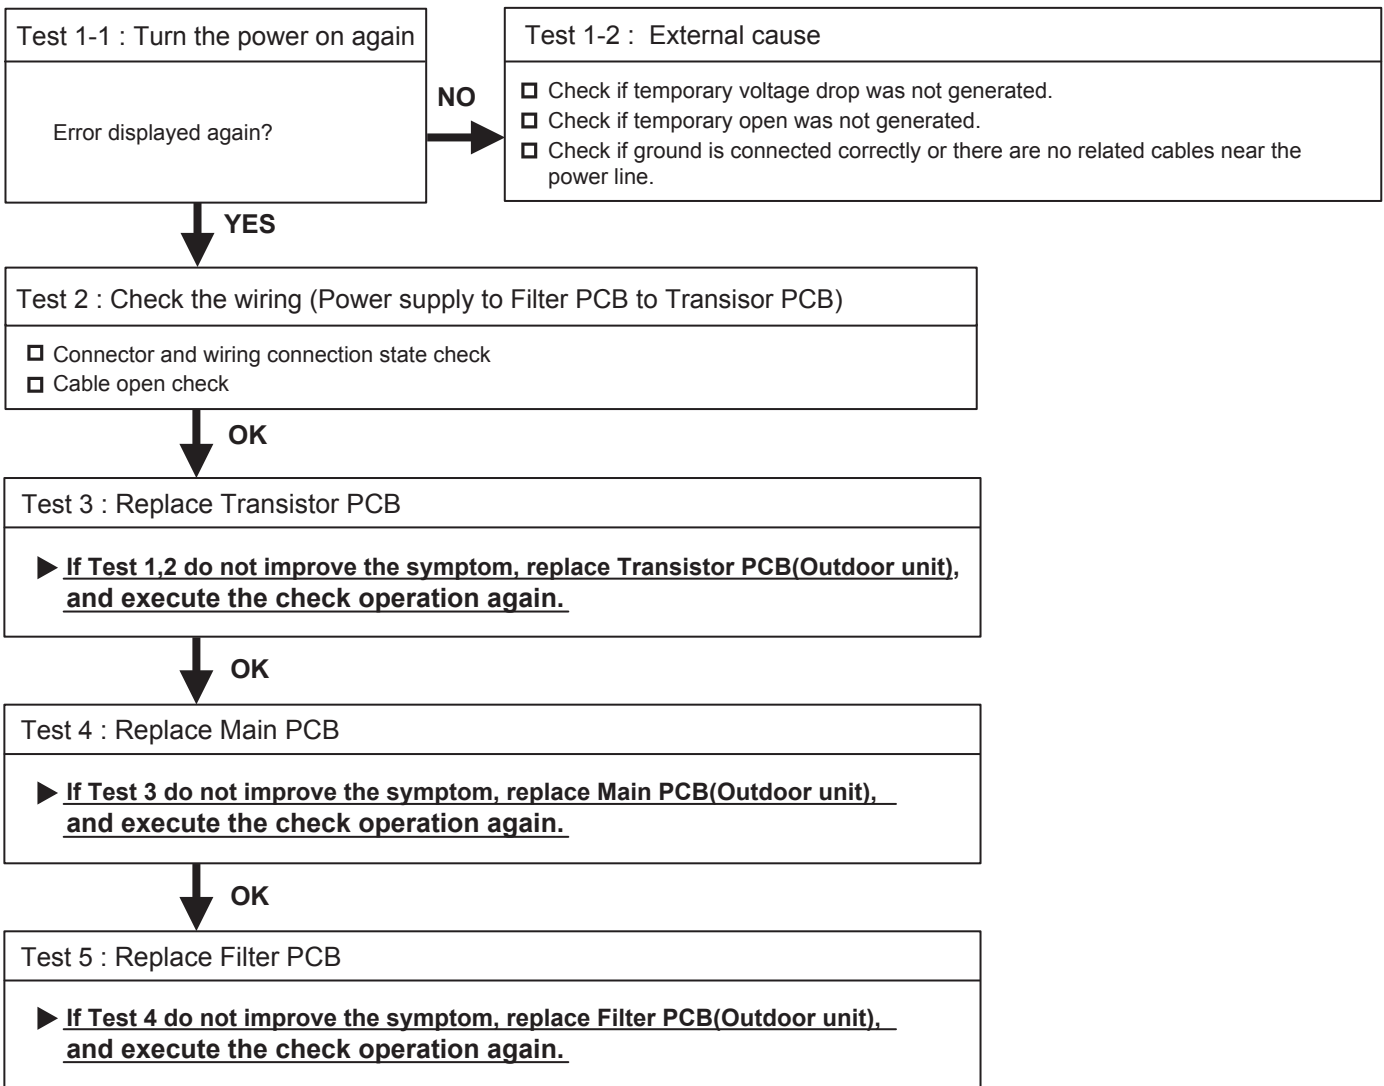 Test 1-1 : Turn the power on again
Error displayed again?
NO
Test 1-2 : External cause
Check if temporary voltage drop was not generated.
Check if temporary open was not generated.
Check if ground is connected correctly or there are no related cables near the
power line.
YES
Test 2 : Check the wiring (Power supply to Filter PCB to Transisor PCB)
Connector and wiring connection state check
Cable open check
OK
Test 3 : Replace Transistor PCB
If Test 1,2 do not improve the symptom, replace Transistor PCB(Outdoor unit),
and execute the check operation again.
OK
Test 4 : Replace Main PCB
If Test 3 do not improve the symptom, replace Main PCB(Outdoor unit),
and execute the check operation again.
OK
Test 5 : Replace Filter PCB
If Test 4 do not improve the symptom, replace Filter PCB(Outdoor unit),
and execute the check operation again.